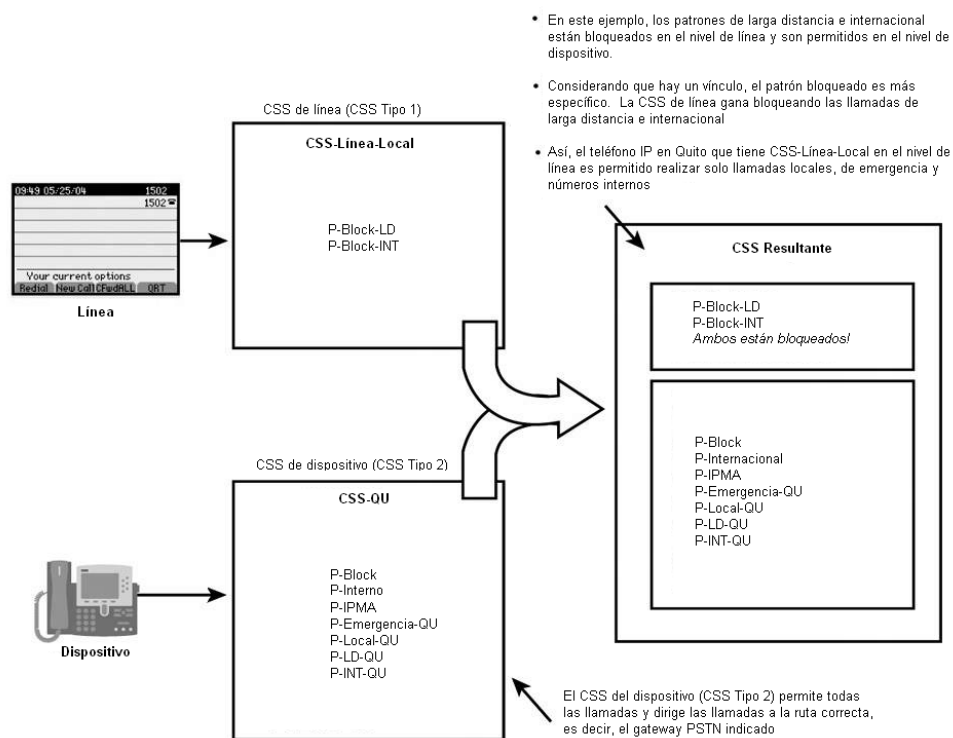 • En este ejemplo, los patrones de larga distancia e internacional
están bloqueados en el nivel de línea y son permitidos en el nivel de
dispositivo.
• Considerando que hay un vínculo, el patrón bloqueado es más
específico. La CSS de línea gana bloqueando las llamadas de
larga distancia e internacional
• Así, el teléfono IP en Quito que tiene CSS-Línea-Local en el nivel de
línea es permitido realizar solo llamadas locales, de emergencia y
números internos
CSS de línea (CSS Tipo 1)
CSS-Línea-Local
P-Block-LD
P-Block-INT
09:49 05/25/04 1502
1502
Your current options
Redial New Call CFwdALL QRT
Línea
CSS Resultante
P-Block-LD
P-Block-INT
Ambos están bloqueados!
P-Block
P-Internacional
P-IPMA
P-Emergencia-QU
P-Local-QU
P-LD-QU
P-INT-QU
CSS de dispositivo (CSS Tipo 2)
CSS-QU
P-Block
P-Interno
P-IPMA
P-Emergencia-QU
P-Local-QU
P-LD-QU
P-INT-QU
Dispositivo
El CSS del dispositivo (CSS Tipo 2) permite todas
las llamadas y dirige las llamadas a la ruta correcta,
es decir, el gateway PSTN indicado